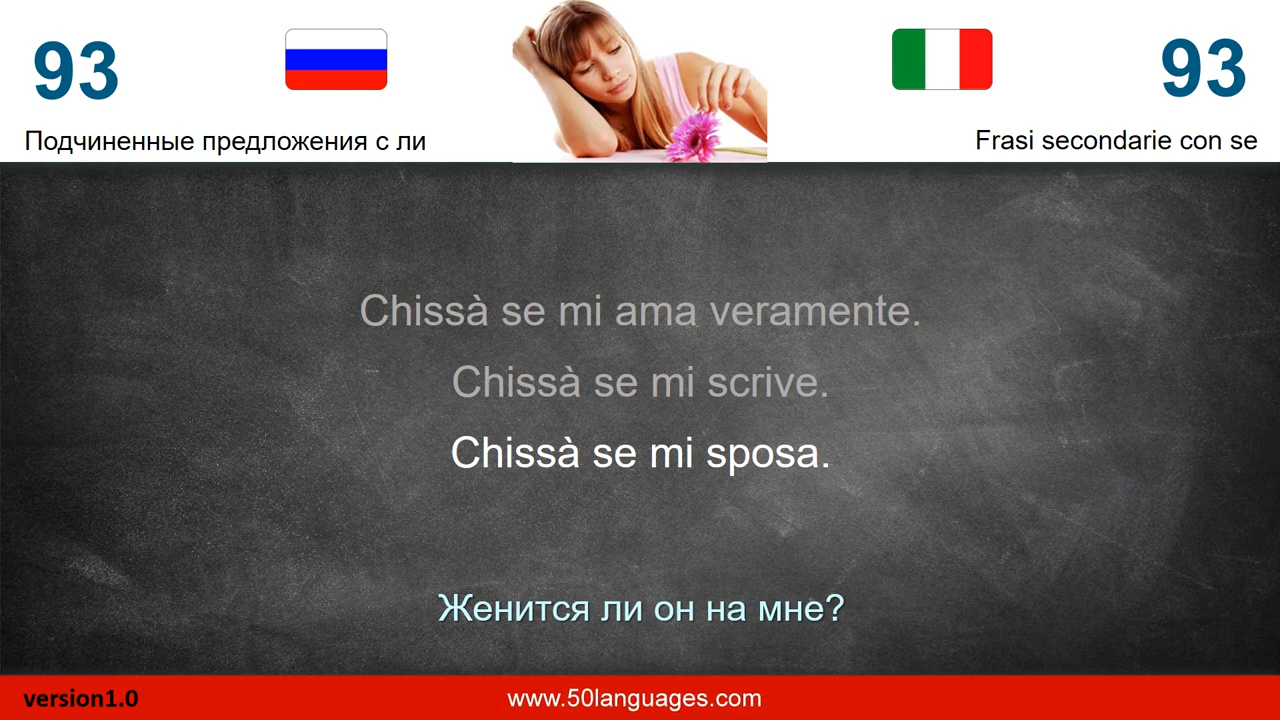 93
93
Подчиненные предложения с ли
Frasi secondarie con se
Chissà se mi ama veramente.
Chissà se mi scrive.
Chissà se mi sposa.
Женится ли он на мне?
version1.0
www.50languages.com